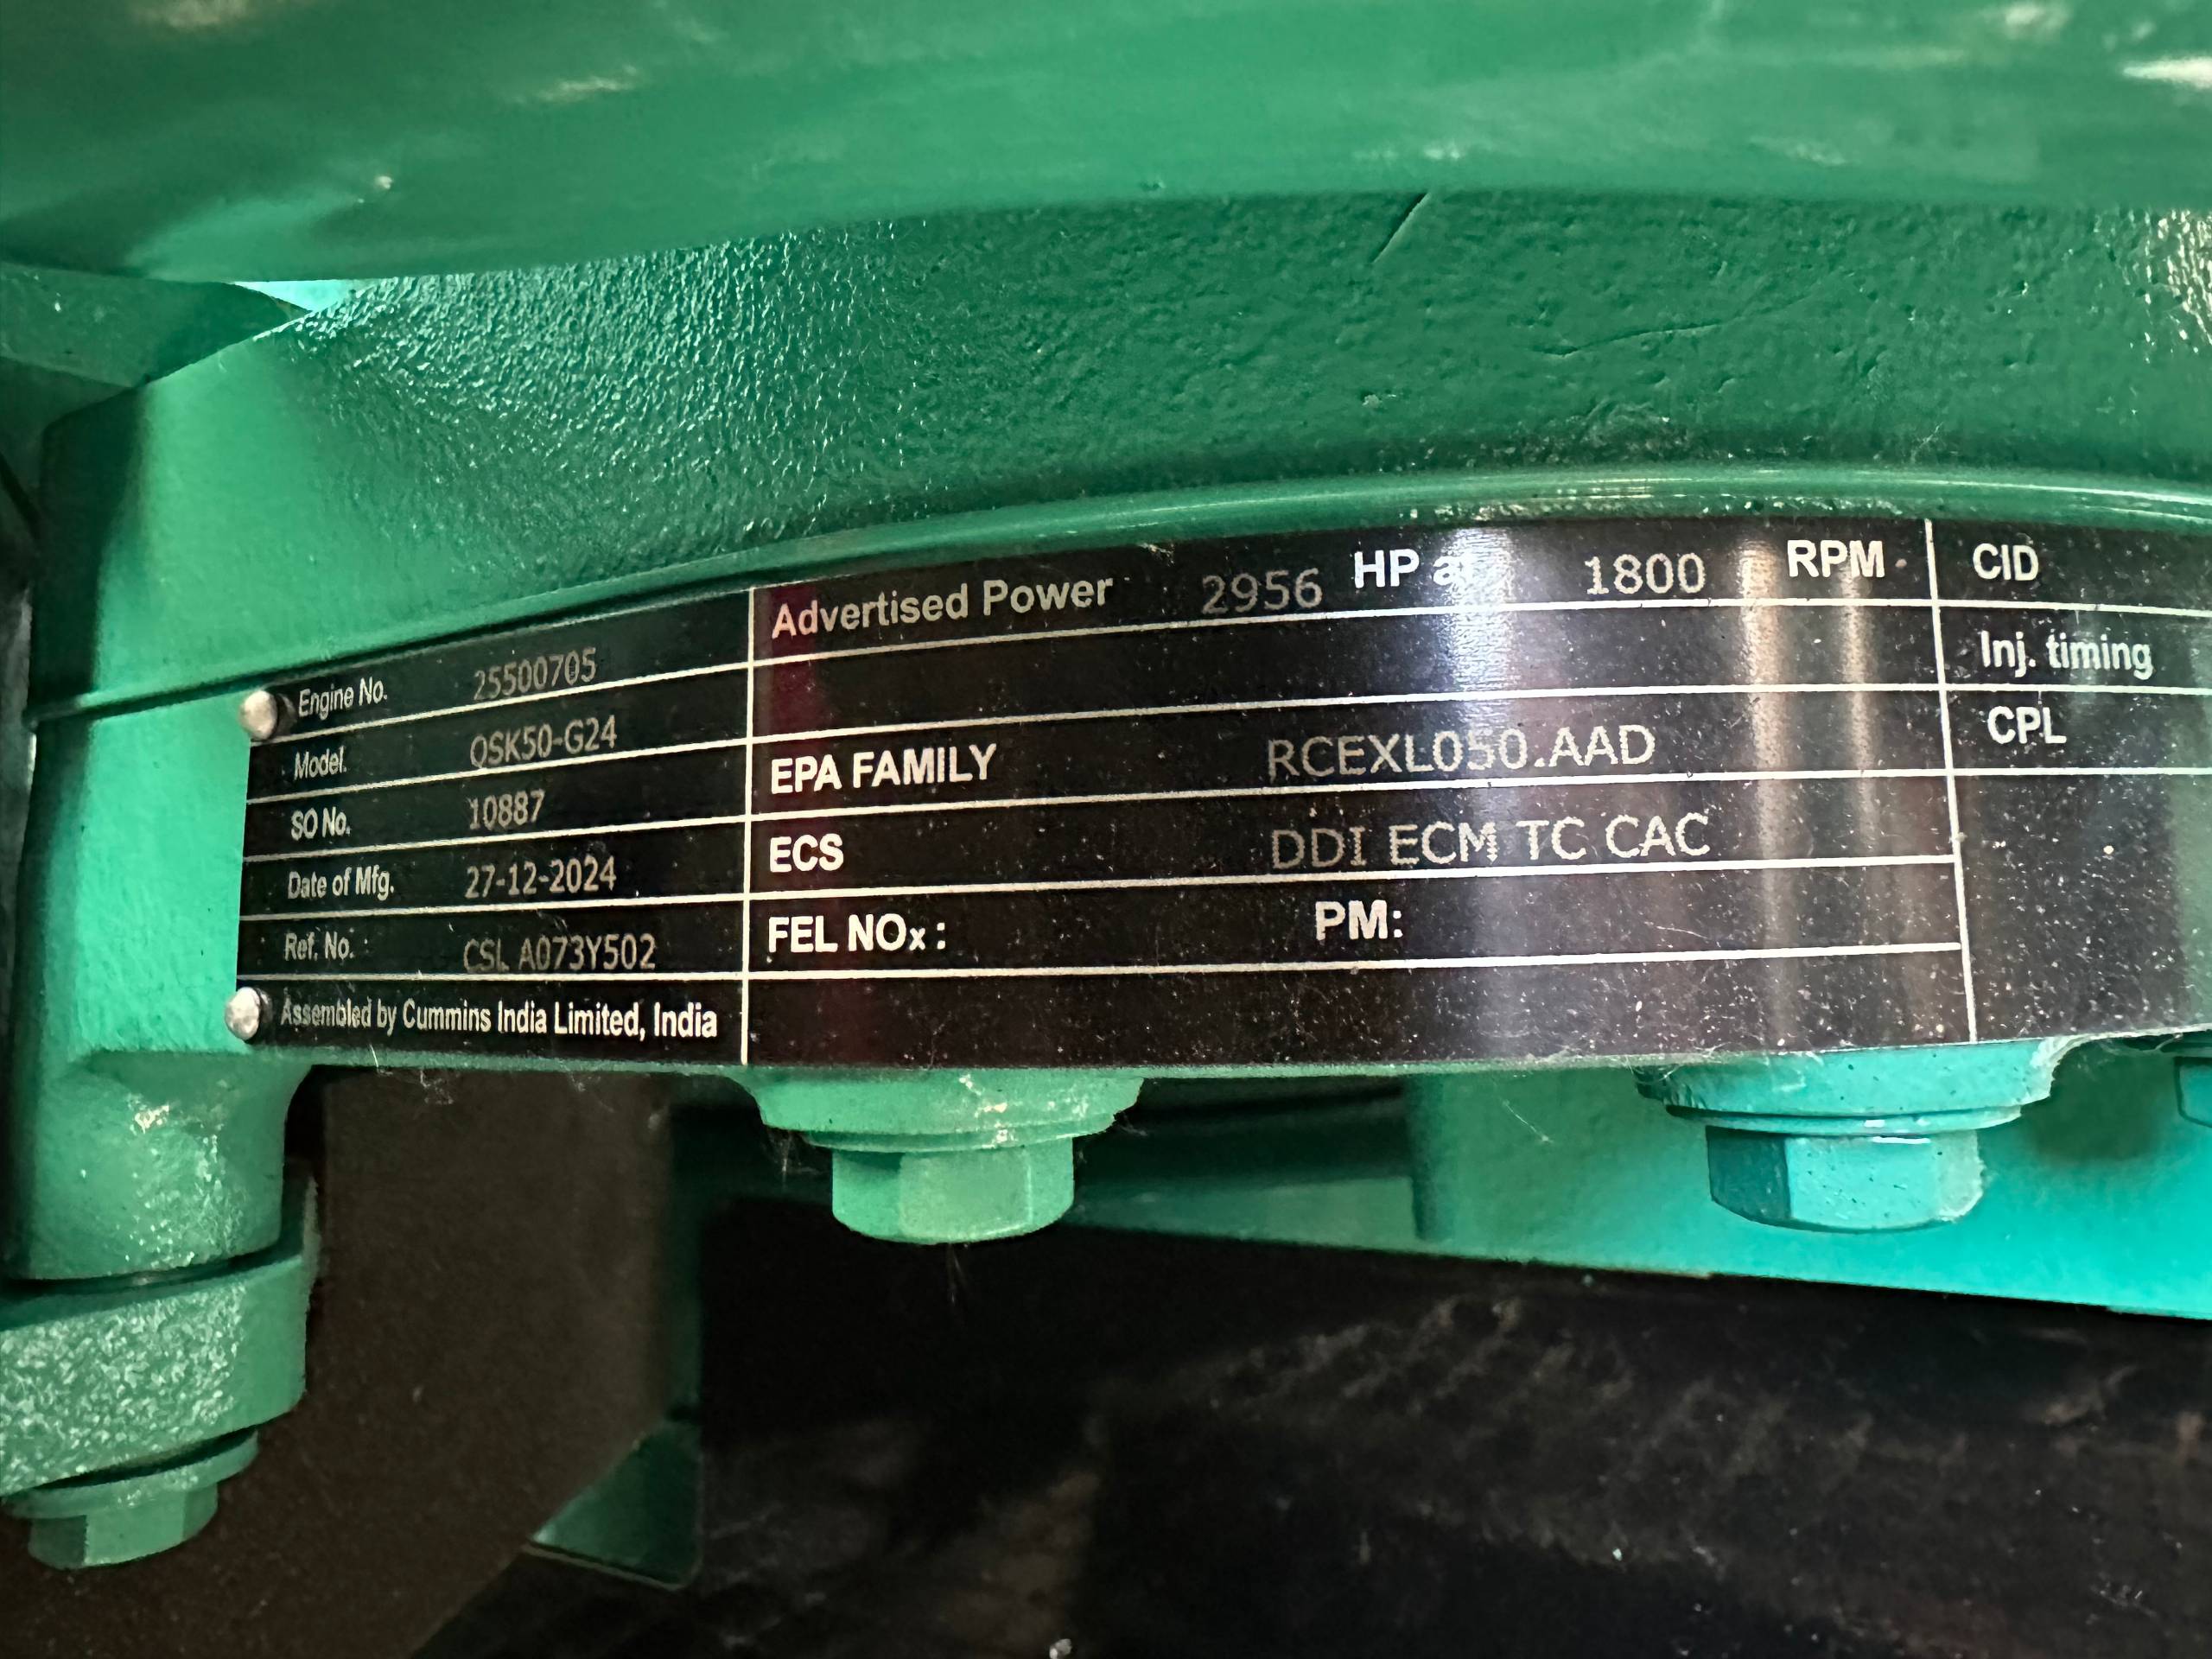 Engine No. 25500705
Model. QSK50-G24
SO No. 10887
Date of Mfg. 27-12-2024
Ref. No. : CSL A073Y502
Assembled by Cummins India Limited, India
Advertised Power 2956 HP at 1800 RPM
EPA FAMILY RCEXL050.AAD
ECS DDI ECM TC CAC
FEL NOx : PM:
CID
Inj. timing
CPL